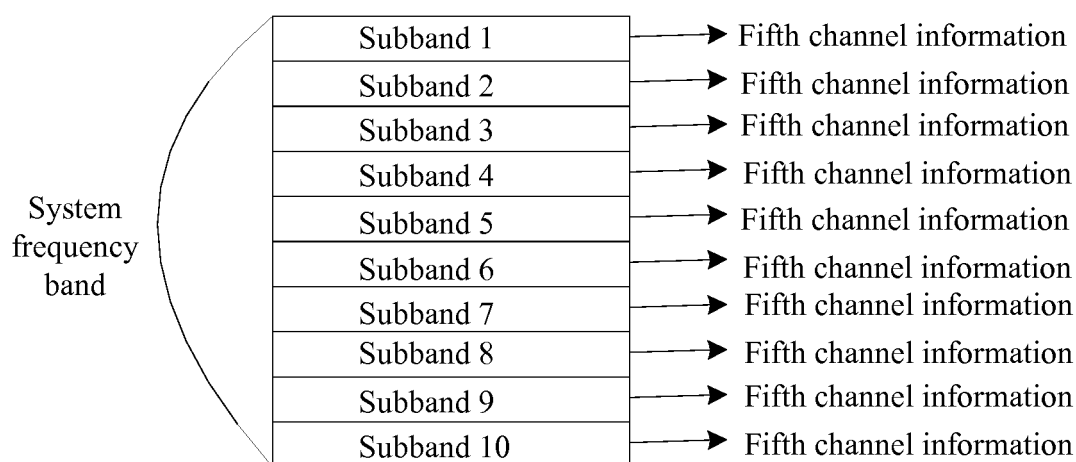 Subband 1 Fifth channel information
Subband 2 Fifth channel information
Subband 3 Fifth channel information
Subband 4 Fifth channel information
Subband 5 Fifth channel information
Subband 6 Fifth channel information
Subband 7 Fifth channel information
Subband 8 Fifth channel information
Subband 9 Fifth channel information
Subband 10 Fifth channel information
System
frequency
band